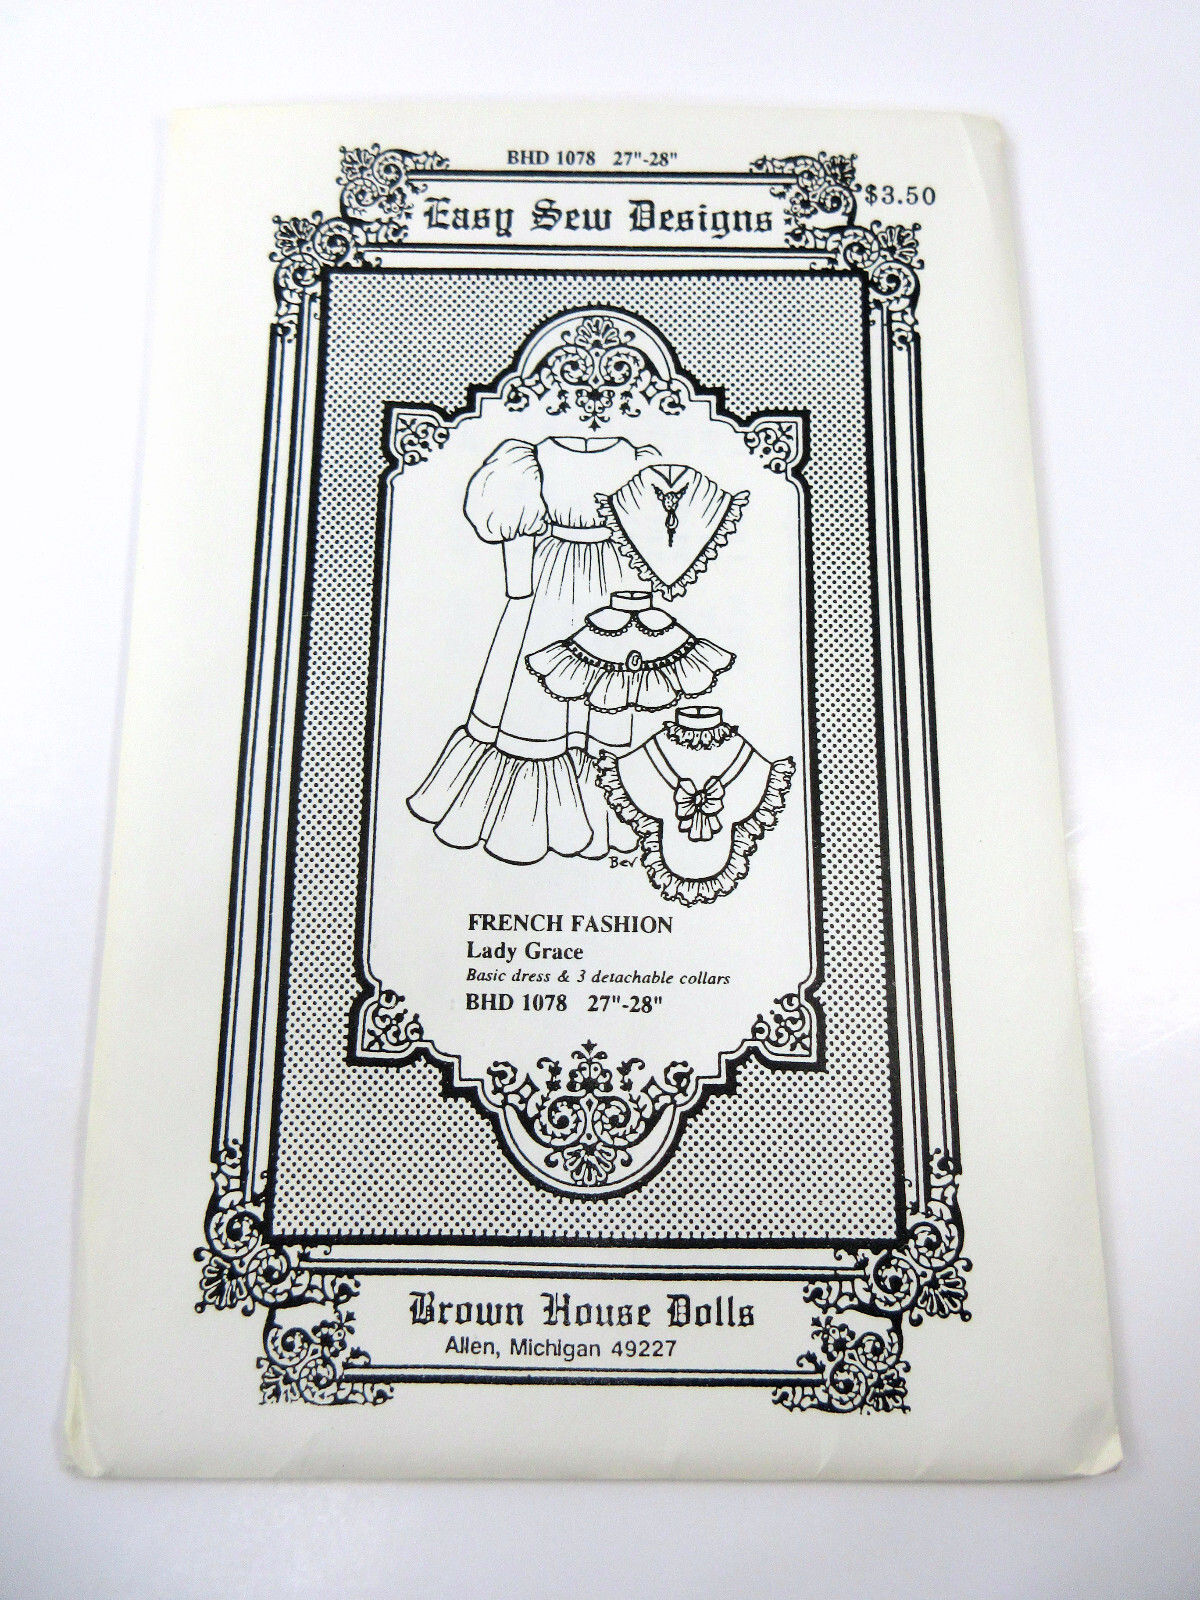 BHD 1078 27"-28"
$3.50
Easy Sew Designs
Bev
FRENCH FASHION
Lady Grace
Basic dress & 3 detachable collars
BHD 1078 27"-28"
Brown House Dolls
Allen, Michigan 49227